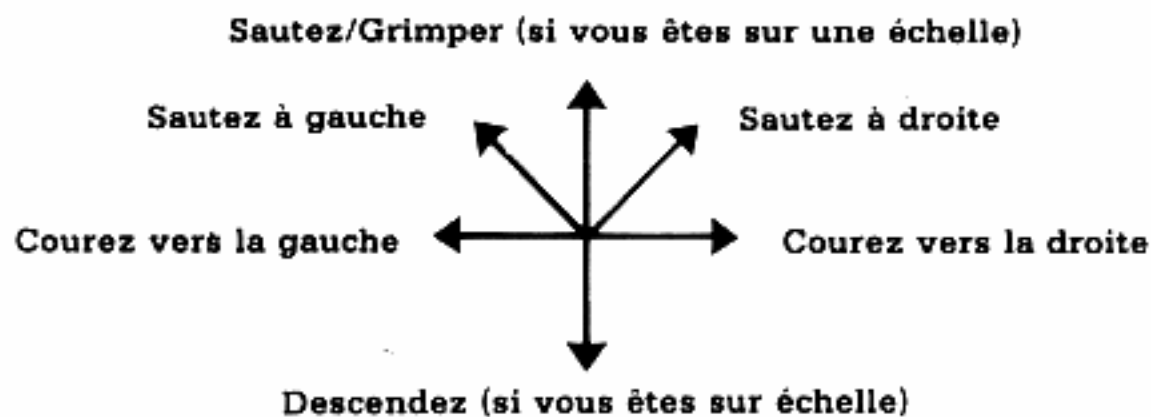 Sautez/Grimper (si vous êtes sur une échelle)
Sautez à gauche
Sautez à droite
Courez vers la gauche
Courez vers la droite
Descendez (si vous êtes sur échelle)